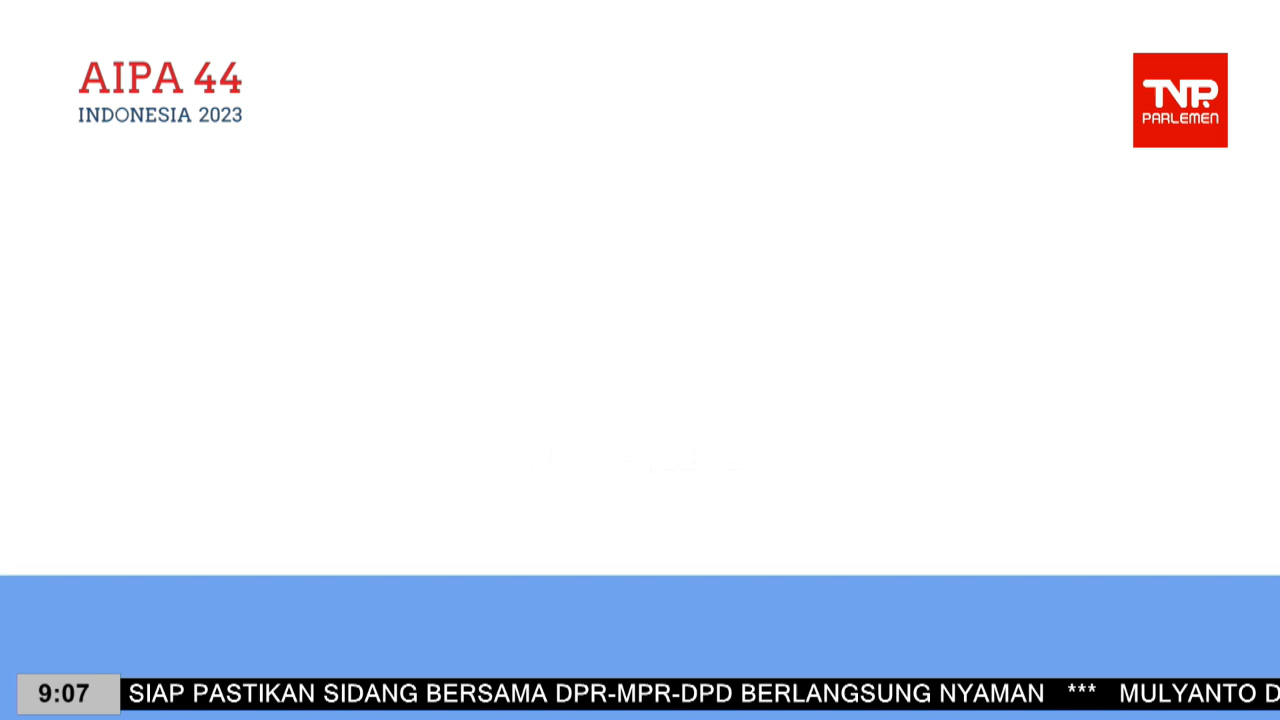 AIPA 44
INDONESIA 2023
TVR
PARLEMEN
9:07 SIAP PASTIKAN SIDANG BERSAMA DPR-MPR-DPD BERLANGSUNG NYAMAN *** MULYANTO D